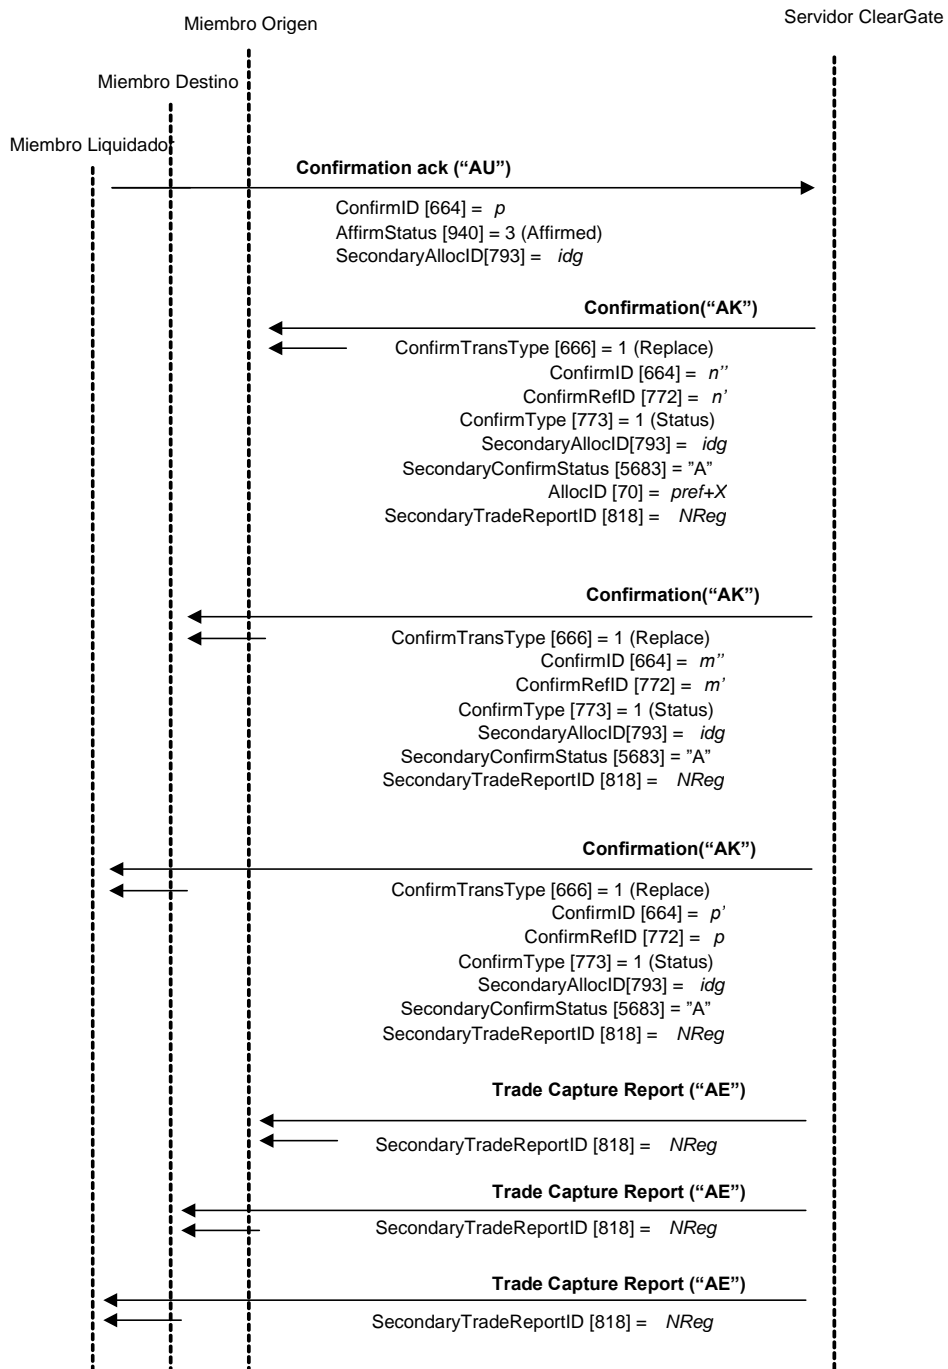 Servidor ClearGate
Miembro Origen
Miembro Destino
Miembro Liquidador
Confirmation ack (“AU”)
ConfirmID [664] = p
AffirmStatus [940] = 3 (Affirmed)
SecondaryAllocID[793] = idg
Confirmation(“AK”)
ConfirmTransType [666] = 1 (Replace)
ConfirmID [664] = n’’
ConfirmRefID [772] = n’
ConfirmType [773] = 1 (Status)
SecondaryAllocID[793] = idg
SecondaryConfirmStatus [5683] = ”A”
AllocID [70] = pref+X
SecondaryTradeReportID [818] = NReg
Confirmation(“AK”)
ConfirmTransType [666] = 1 (Replace)
ConfirmID [664] = m’’
ConfirmRefID [772] = m’
ConfirmType [773] = 1 (Status)
SecondaryAllocID[793] = idg
SecondaryConfirmStatus [5683] = ”A”
SecondaryTradeReportID [818] = NReg
Confirmation(“AK”)
ConfirmTransType [666] = 1 (Replace)
ConfirmID [664] = p’
ConfirmRefID [772] = p
ConfirmType [773] = 1 (Status)
SecondaryAllocID[793] = idg
SecondaryConfirmStatus [5683] = ”A”
SecondaryTradeReportID [818] = NReg
Trade Capture Report (“AE”)
SecondaryTradeReportID [818] = NReg
Trade Capture Report (“AE”)
SecondaryTradeReportID [818] = NReg
Trade Capture Report (“AE”)
SecondaryTradeReportID [818] = NReg